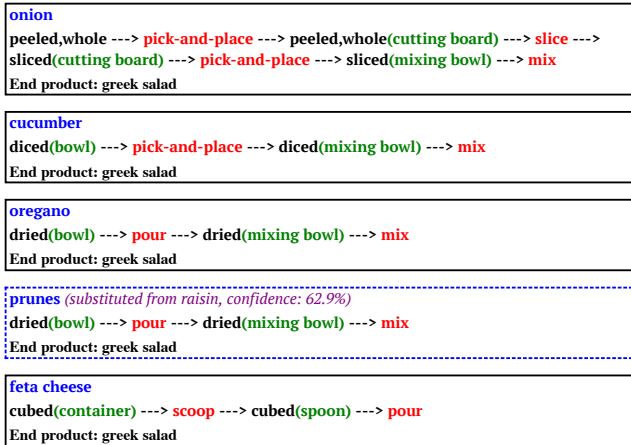 onion
peeled,whole ---> pick-and-place ---> peeled,whole(cutting board) ---> slice --->
sliced(cutting board) ---> pick-and-place ---> sliced(mixing bowl) ---> mix
End product: greek salad
cucumber
diced(bowl) ---> pick-and-place ---> diced(mixing bowl) ---> mix
End product: greek salad
oregano
dried(bowl) ---> pour ---> dried(mixing bowl) ---> mix
End product: greek salad
prunes (substituted from raisin, confidence: 62.9%)
dried(bowl) ---> pour ---> dried(mixing bowl) ---> mix
End product: greek salad
feta cheese
cubed(container) ---> scoop ---> cubed(spoon) ---> pour
End product: greek salad